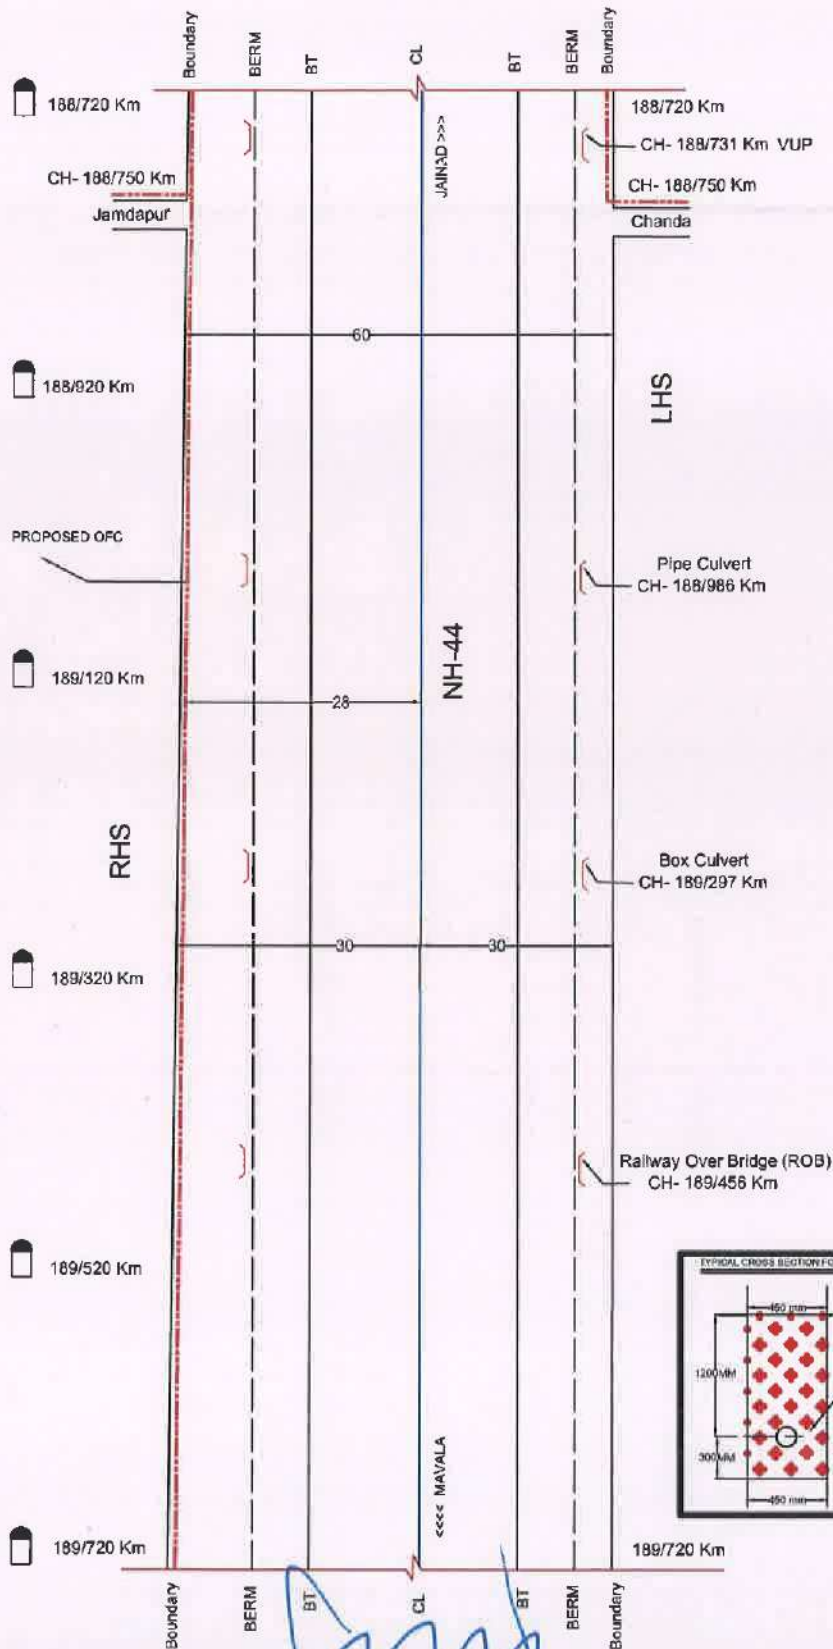 Boundary
BERM
BT
CL
BT
BERM
Boundary
188/720 Km
188/720 Km
JAINAD >>>
CH- 188/731 Km VUP
CH- 188/750 Km
CH- 188/750 Km
Jamdapur
Chanda
60
188/920 Km
LHS
PROPOSED OFC
Pipe Culvert
CH- 188/986 Km
NH-44
189/120 Km
28
RHS
Box Culvert
CH- 189/297 Km
30
30
189/320 Km
Railway Over Bridge (ROB)
CH- 189/456 Km
189/520 Km
TYPICAL CROSS SECTION FO
450 mm
1200MM
300MM
450 mm
<<<< MAVALA
189/720 Km
189/720 Km
Boundary
BERM
BT
CL
BT
BERM
Boundary